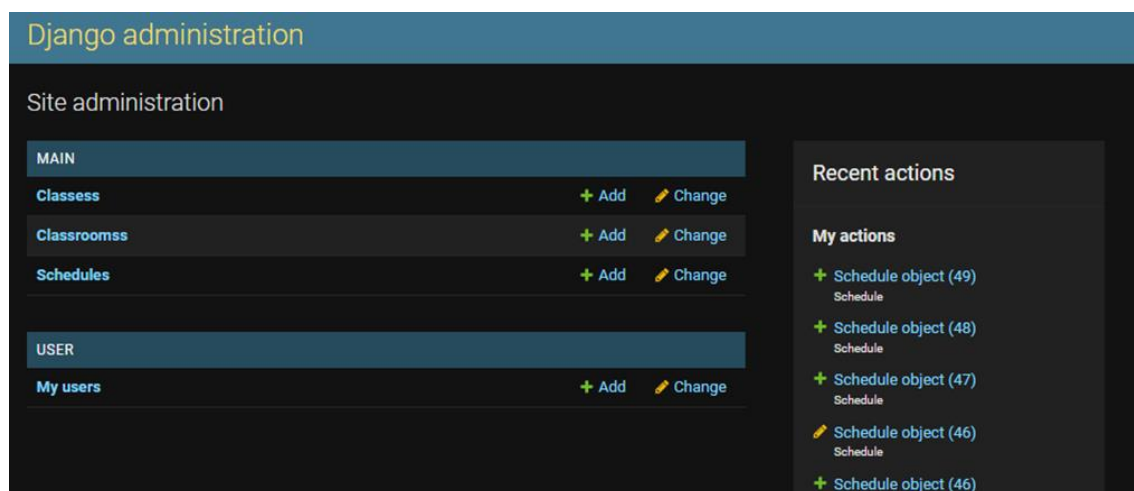 Django administration
Site administration
MAIN
Classess Add Change
Classroomss Add Change
Schedules Add Change
USER
My users Add Change
Recent actions
My actions
Schedule object (49)
Schedule
Schedule object (48)
Schedule
Schedule object (47)
Schedule
Schedule object (46)
Schedule
Schedule object (46)